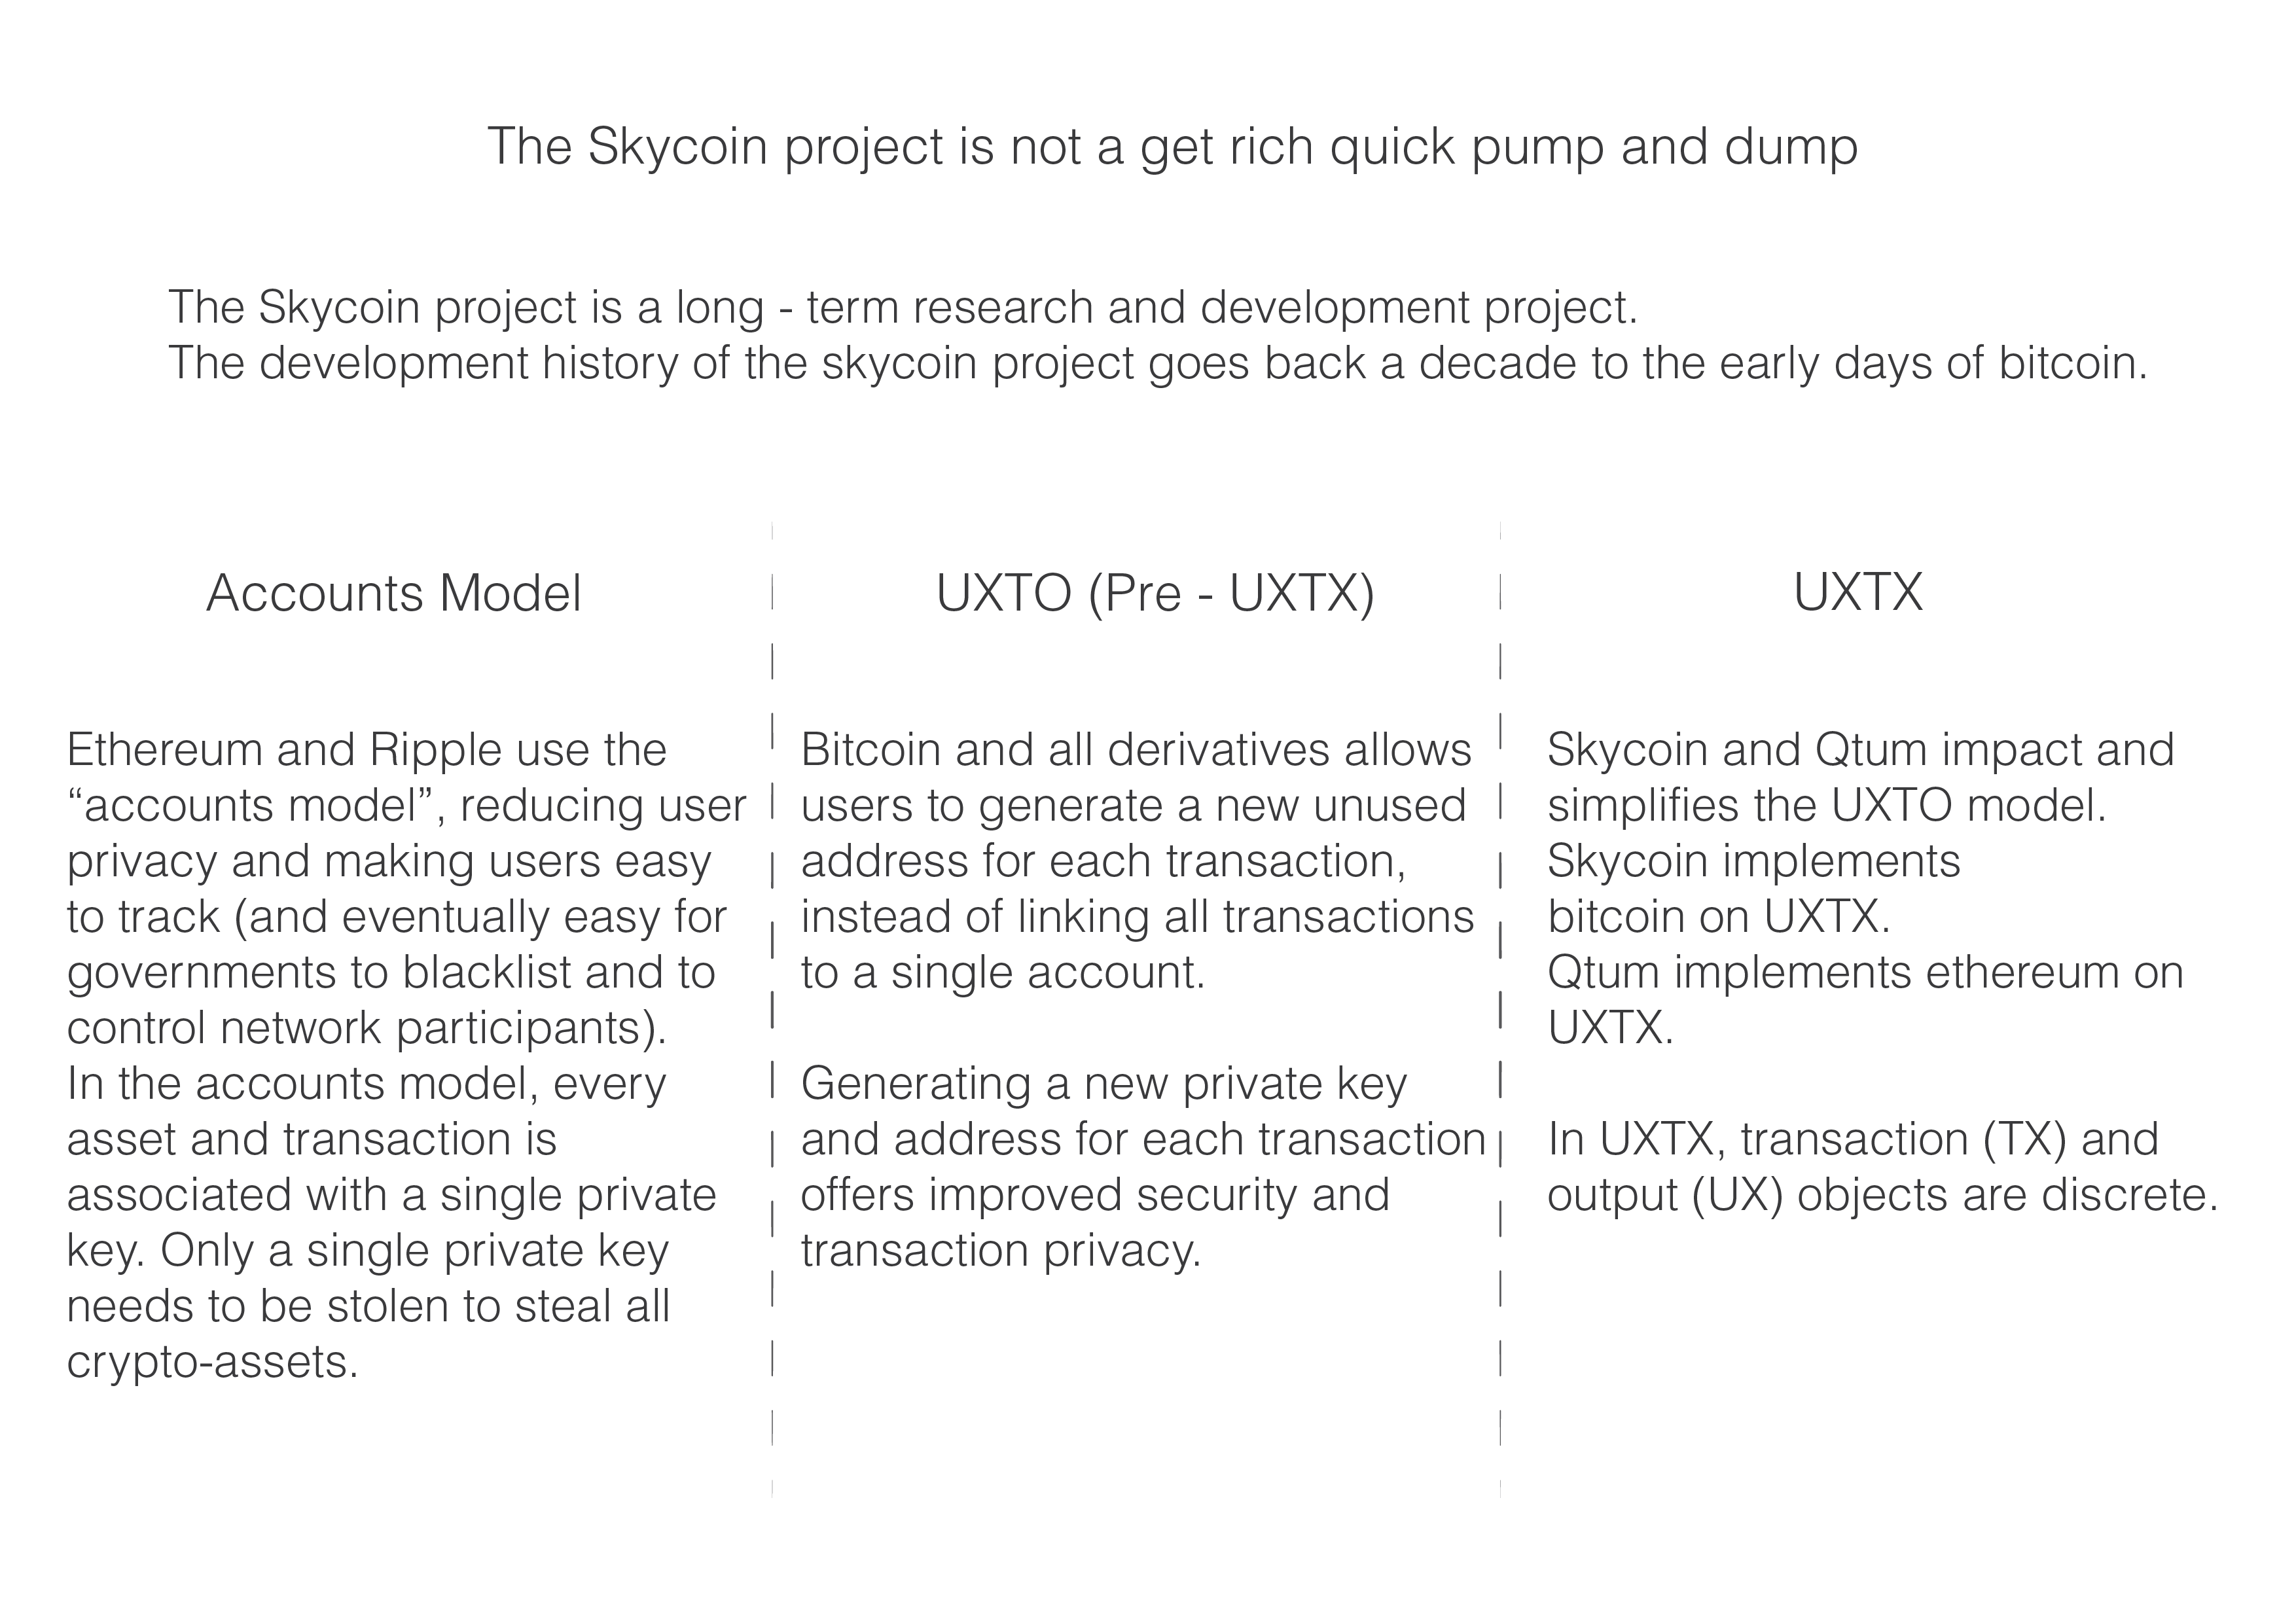 The Skycoin project is not a get rich quick pump and dump
The Skycoin project is a long - term research and development project.
The development history of the skycoin project goes back a decade to the early days of bitcoin.
Accounts Model
Ethereum and Ripple use the
“accounts model”, reducing user
privacy and making users easy
to track (and eventually easy for
governments to blacklist and to
control network participants).
In the accounts model, every
asset and transaction is
associated with a single private
key. Only a single private key
needs to be stolen to steal all
crypto-assets.
UXTO (Pre - UXTX)
Bitcoin and all derivatives allows
users to generate a new unused
address for each transaction,
instead of linking all transactions
to a single account.
Generating a new private key
and address for each transaction
offers improved security and
transaction privacy.
UXTX
Skycoin and Qtum impact and
simplifies the UXTO model.
Skycoin implements
bitcoin on UXTX.
Qtum implements ethereum on
UXTX.
In UXTX, transaction (TX) and
output (UX) objects are discrete.